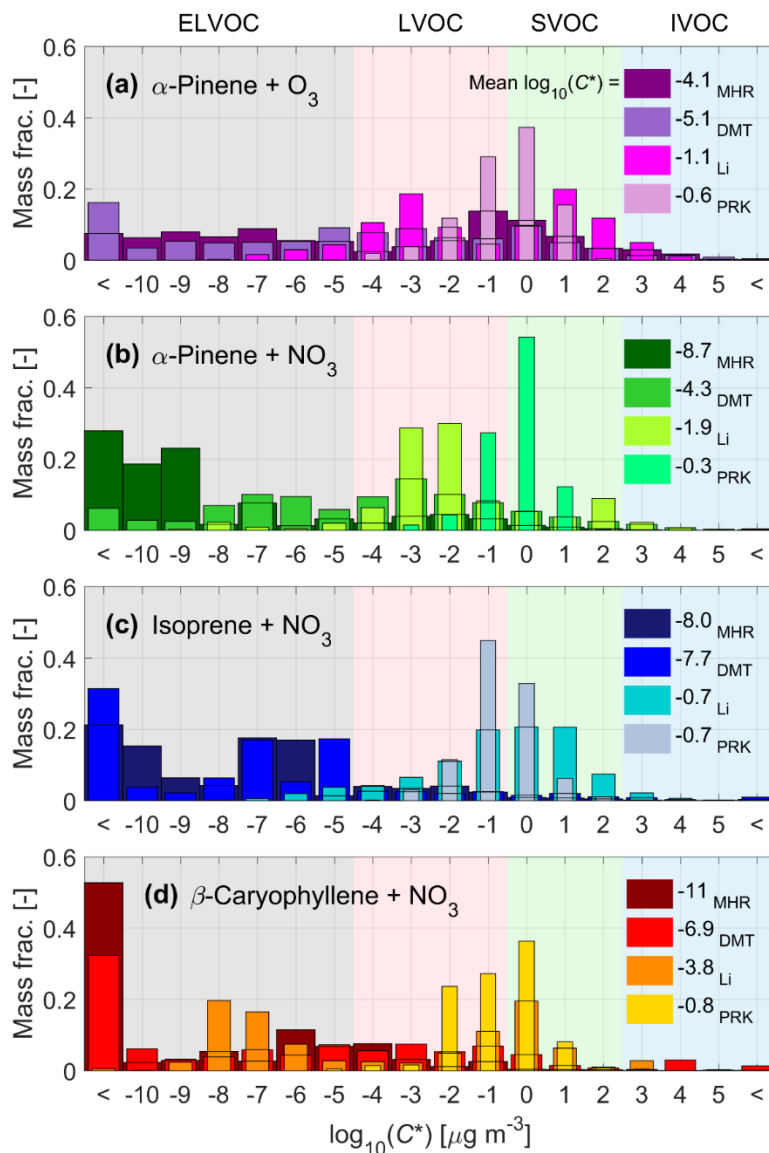 ELVOC LVOC SVOC IVOC
(a) α-Pinene + O3
Mean log10(C*) =
-4.1 MHR
-5.1 DMT
-1.1 Li
-0.6 PRK
Mass frac. [-]
0.6
0.4
0.2
0
< -10 -9 -8 -7 -6 -5 -4 -3 -2 -1 0 1 2 3 4 5 <
(b) α-Pinene + NO3
-8.7 MHR
-4.3 DMT
-1.9 Li
-0.3 PRK
Mass frac. [-]
0.6
0.4
0.2
0
< -10 -9 -8 -7 -6 -5 -4 -3 -2 -1 0 1 2 3 4 5 <
(c) Isoprene + NO3
-8.0 MHR
-7.7 DMT
-0.7 Li
-0.7 PRK
Mass frac. [-]
0.6
0.4
0.2
0
< -10 -9 -8 -7 -6 -5 -4 -3 -2 -1 0 1 2 3 4 5 <
(d) β-Caryophyllene + NO3
-11 MHR
-6.9 DMT
-3.8 Li
-0.8 PRK
Mass frac. [-]
0.6
0.4
0.2
0
< -10 -9 -8 -7 -6 -5 -4 -3 -2 -1 0 1 2 3 4 5 <
log10(C*) [μg m-3]